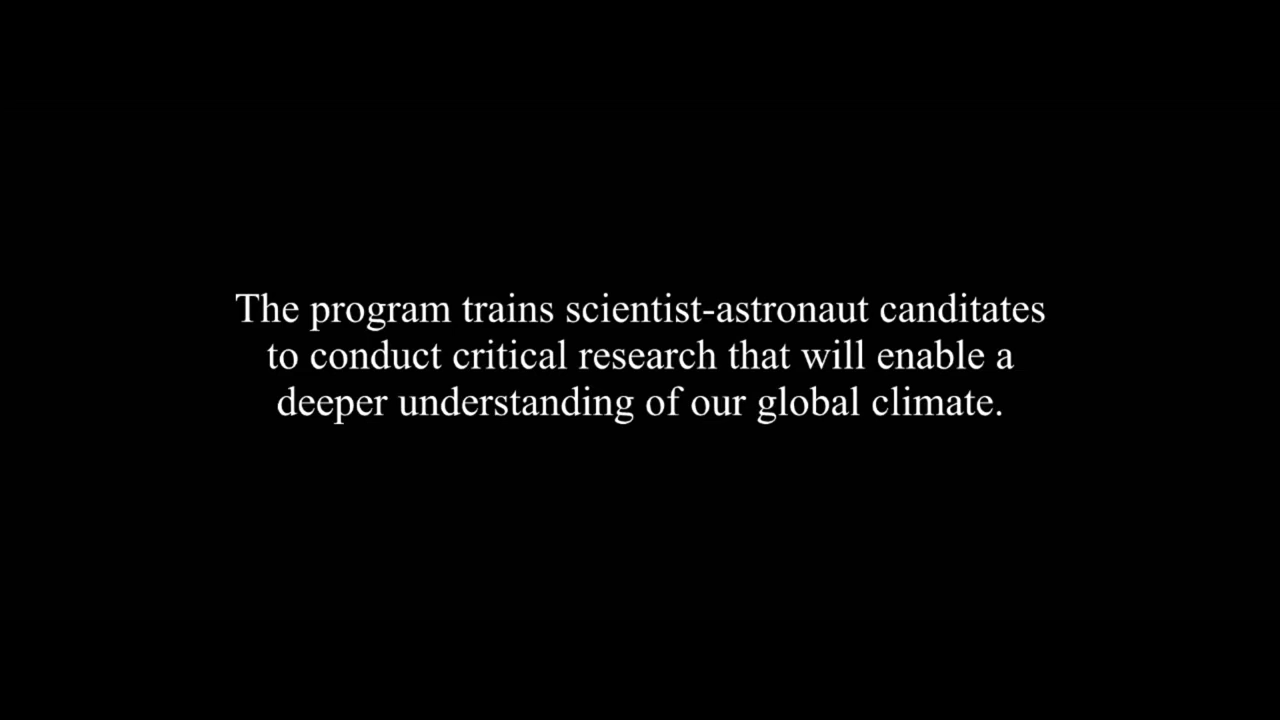 The program trains scientist-astronaut canditates
to conduct critical research that will enable a
deeper understanding of our global climate.